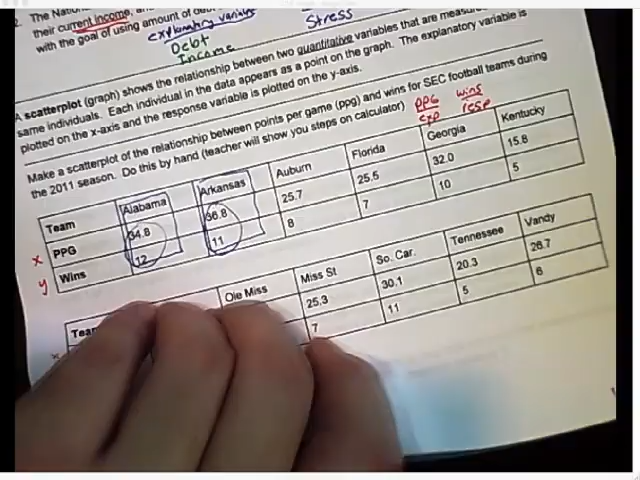 2. The Nation
their current income, and
with the goal of using amount of debt
explanatory variables
Debt
Income
Stress
A scatterplot (graph) shows the relationship between two quantitative variables that are measured
same individuals. Each individual in the data appears as a point on the graph. The explanatory variable is
plotted on the x-axis and the response variable is plotted on the y-axis.
Make a scatterplot of the relationship between points per game (ppg) and wins for SEC football teams during
the 2011 season. Do this by hand (teacher will show you steps on calculator)
PPG wins
exp resp
Team Alabama Arkansas Auburn Florida Georgia Kentucky
x PPG 34.8 36.8 25.7 25.5 32.0 15.8
y Wins 12 11 8 7 10 5
Team Ole Miss Miss St So. Car. Tennessee Vandy
x 25.3 30.1 20.3 26.7
7 11 5 6